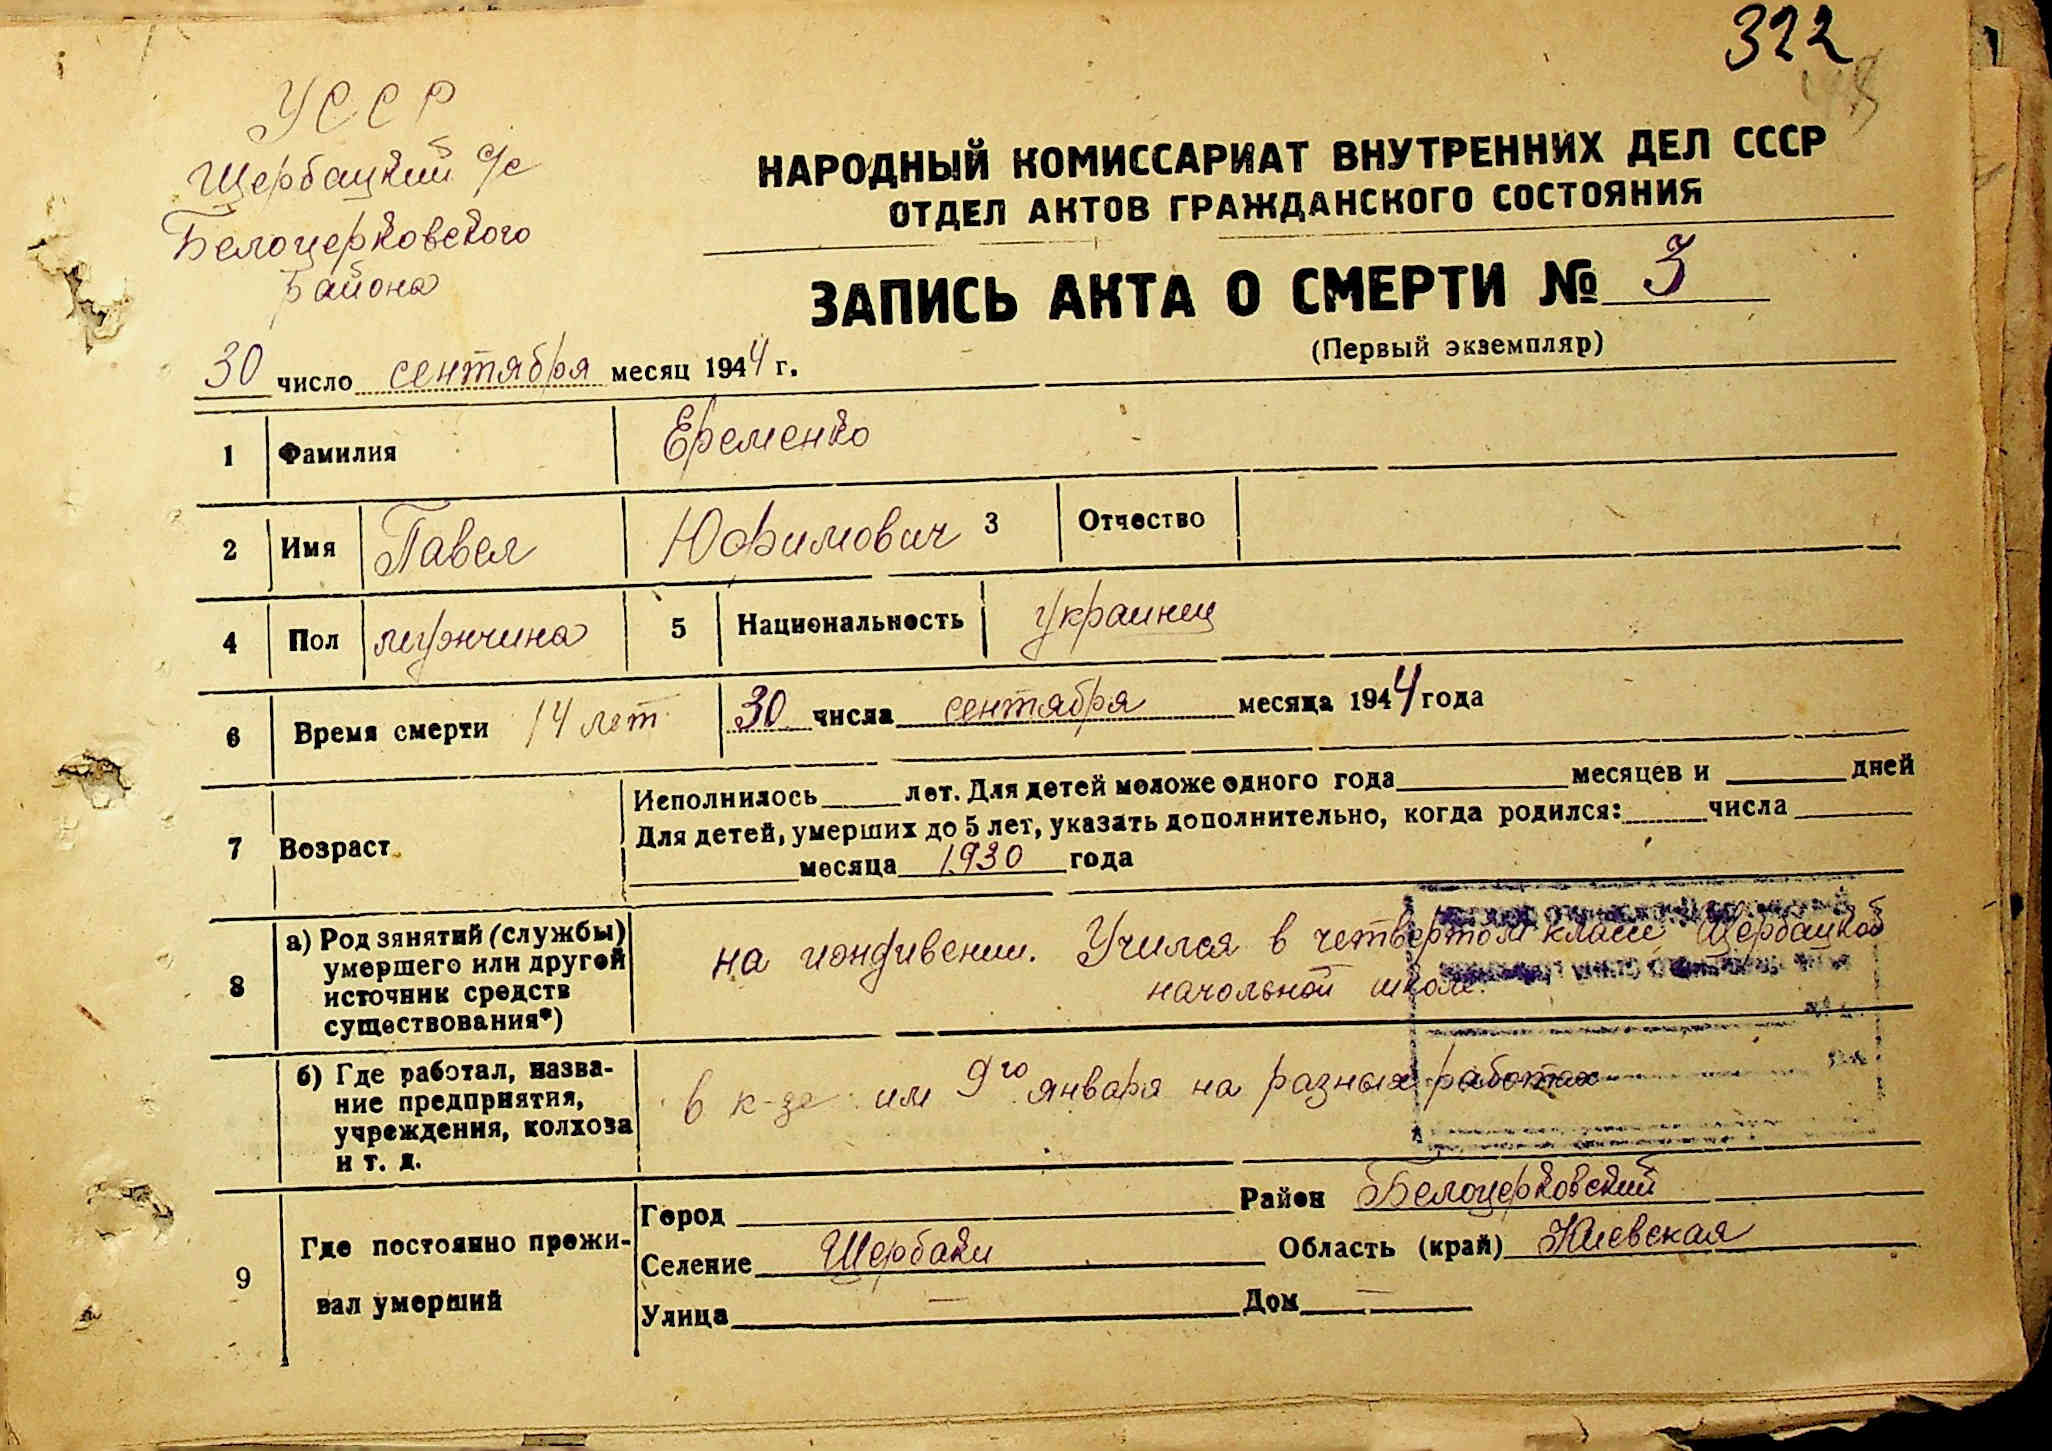 322
УССР
Щербацкий с/с
Белоцерковского
района
НАРОДНЫЙ КОМИССАРИАТ ВНУТРЕННИХ ДЕЛ СССР
ОТДЕЛ АКТОВ ГРАЖДАНСКОГО СОСТОЯНИЯ
ЗАПИСЬ АКТА О СМЕРТИ № 3
(Первый экземпляр)
30 число сентября месяц 1944 г.
1 Фамилия Еременко
2 Имя Павел Юфимович 3 Отчество
4 Пол мужчина 5 Национальность украинец
6 Время смерти 14 лет 30 числа сентября месяца 1944 года
7 Возраст
Исполнилось лет. Для детей моложе одного года месяцев и дней
Для детей, умерших до 5 лет, указать дополнительно, когда родился: числа
месяца 1930 года
8 а) Род занятий (службы) умершего или другой источник средств существования*)
на иондивении. Учился в четвертом классе Щербацкой
начольной школе.
б) Где работал, название предприятия, учреждения, колхоза и т. д.
в к-зе им 9го января на разных работах
9 Где постоянно проживал умерший
Город Район Белоцерковский
Селение Щербаки Область (край) Киевская
Улица — Дом —